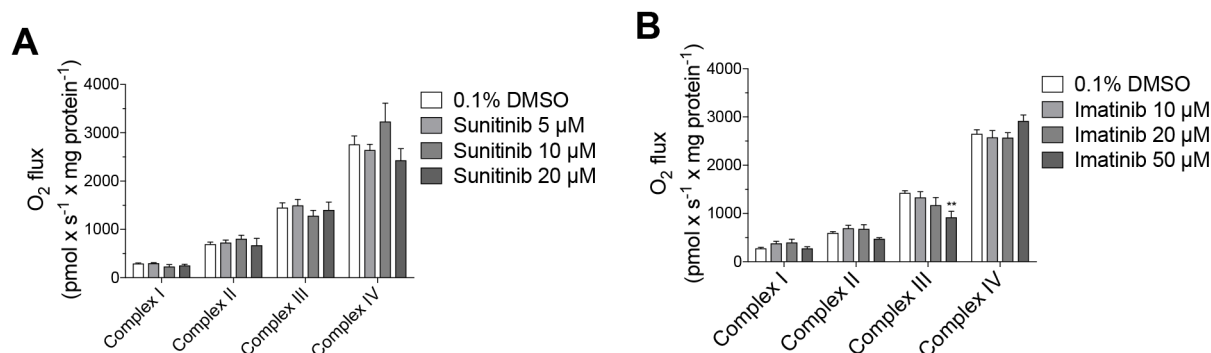 A
O₂ flux
(pmol x s⁻¹ x mg protein⁻¹)
4000
3000
2000
1000
0
Complex I
Complex II
Complex III
Complex IV
0.1% DMSO
Sunitinib 5 µM
Sunitinib 10 µM
Sunitinib 20 µM
B
O₂ flux
(pmol x s⁻¹ x mg protein⁻¹)
4000
3000
2000
1000
0
**
Complex I
Complex II
Complex III
Complex IV
0.1% DMSO
Imatinib 10 µM
Imatinib 20 µM
Imatinib 50 µM